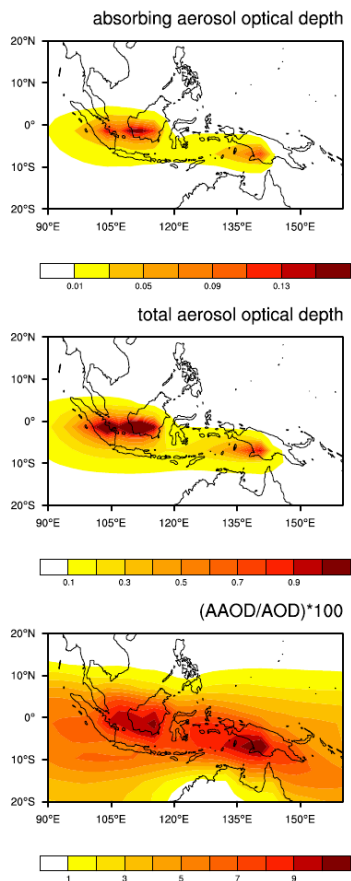 absorbing aerosol optical depth
20°N
10°N
0°
10°S
20°S
90°E 105°E 120°E 135°E 150°E
0.01 0.05 0.09 0.13
total aerosol optical depth
20°N
10°N
0°
10°S
20°S
90°E 105°E 120°E 135°E 150°E
0.1 0.3 0.5 0.7 0.9
(AAOD/AOD)*100
20°N
10°N
0°
10°S
20°S
90°E 105°E 120°E 135°E 150°E
1 3 5 7 9